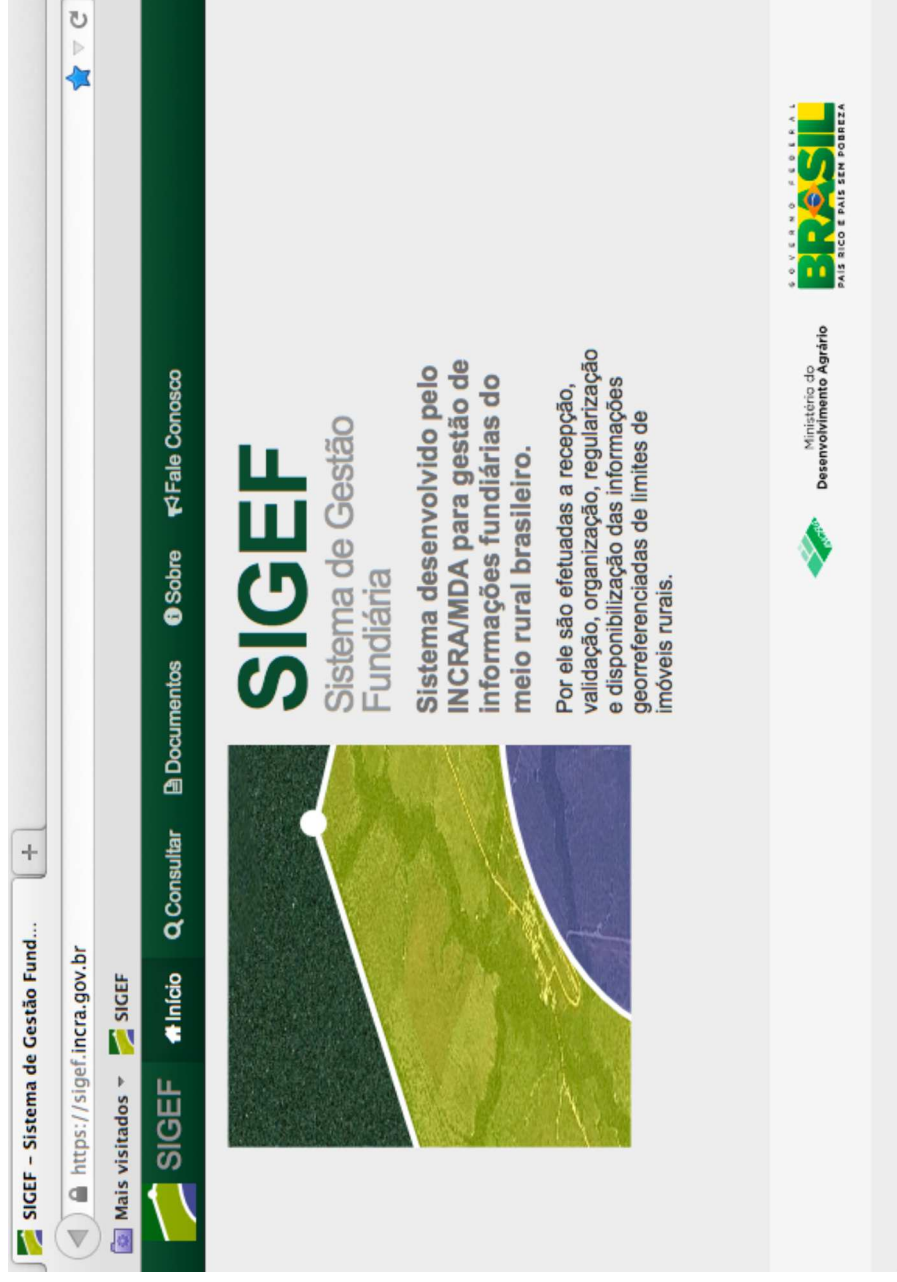 SIGEF – Sistema de Gestão Fund...
+
https://sigef.incra.gov.br
Mais visitados
SIGEF
SIGEF
Início
Consultar
Documentos
Sobre
Fale Conosco
SIGEF
Sistema de Gestão
Fundiária
Sistema desenvolvido pelo
INCRA/MDA para gestão de
informações fundiárias do
meio rural brasileiro.
Por ele são efetuadas a recepção,
validação, organização, regularização
e disponibilização das informações
georreferenciadas de limites de
imóveis rurais.
INCRA
Ministério do
Desenvolvimento Agrário
GOVERNO FEDERAL
BRASIL
PAÍS RICO É PAÍS SEM POBREZA